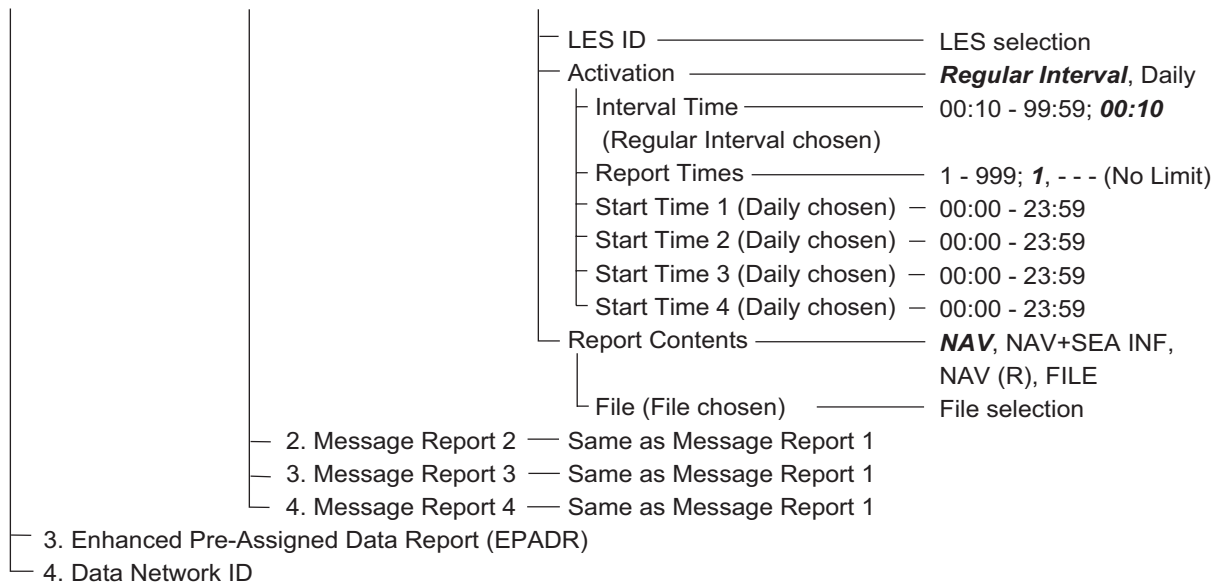 LES ID LES selection
Activation Regular Interval, Daily
Interval Time 00:10 - 99:59; 00:10
(Regular Interval chosen)
Report Times 1 - 999; 1, - - - (No Limit)
Start Time 1 (Daily chosen) 00:00 - 23:59
Start Time 2 (Daily chosen) 00:00 - 23:59
Start Time 3 (Daily chosen) 00:00 - 23:59
Start Time 4 (Daily chosen) 00:00 - 23:59
Report Contents NAV, NAV+SEA INF,
NAV (R), FILE
File (File chosen) File selection
2. Message Report 2 Same as Message Report 1
3. Message Report 3 Same as Message Report 1
4. Message Report 4 Same as Message Report 1
3. Enhanced Pre-Assigned Data Report (EPADR)
4. Data Network ID